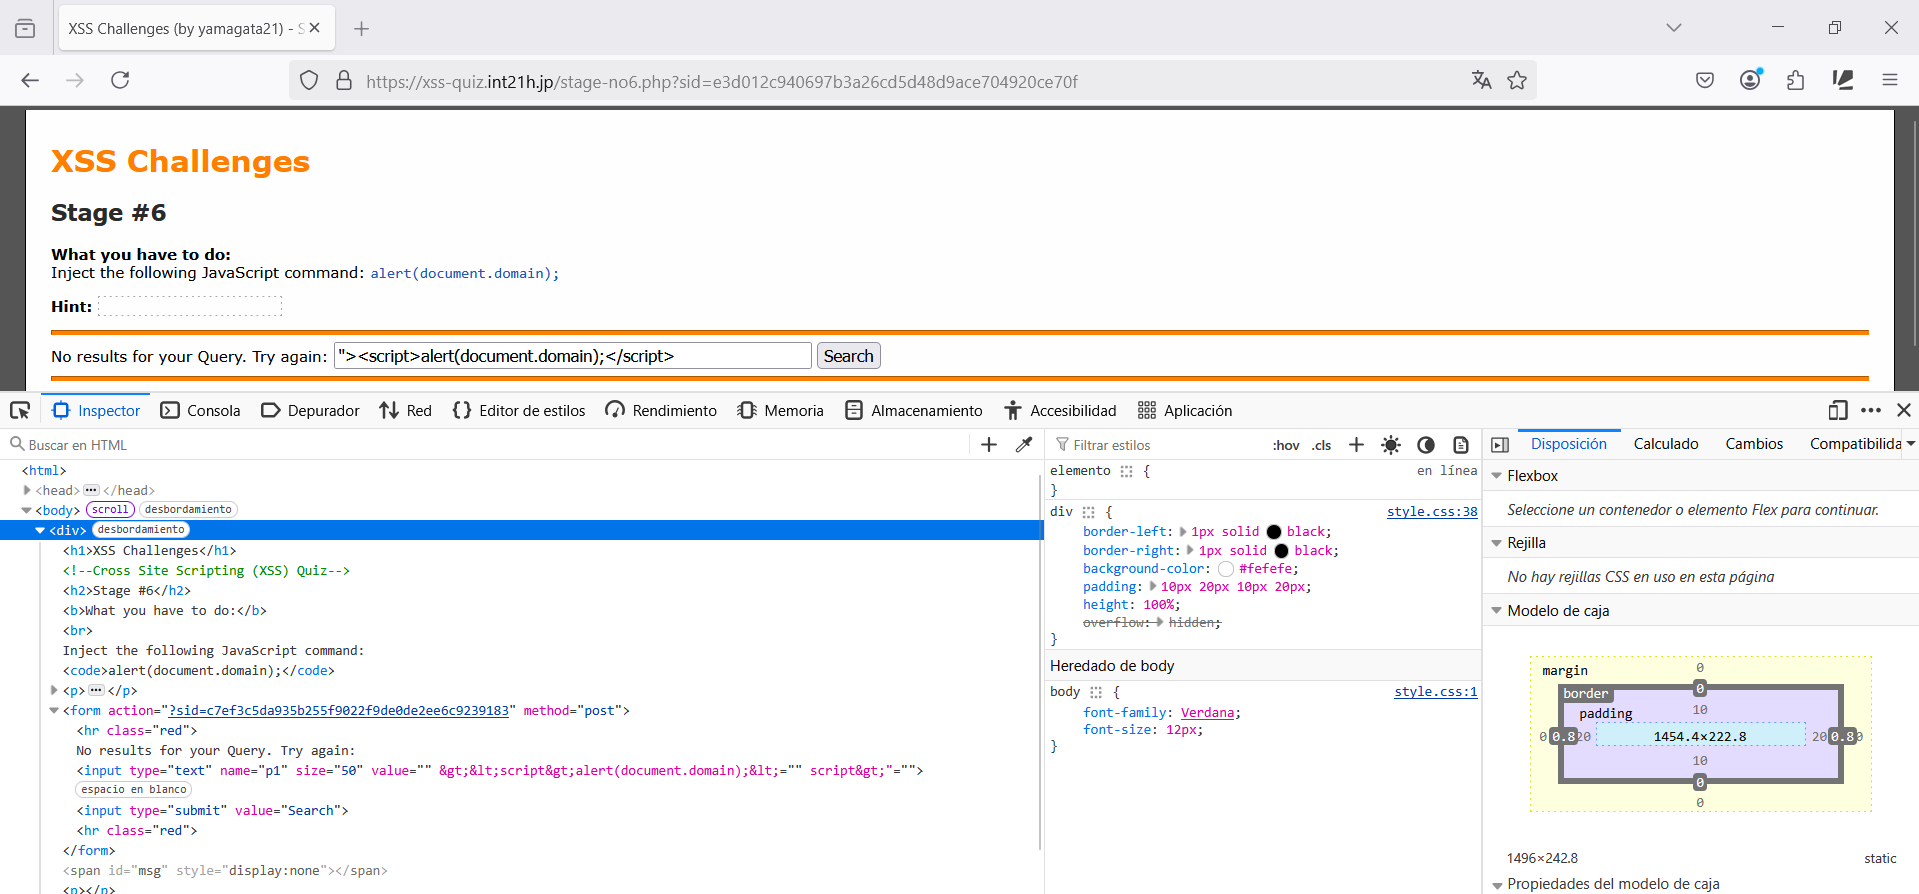 XSS Challenges (by yamagata21) - S
https://xss-quiz.int21h.jp/stage-no6.php?sid=e3d012c940697b3a26cd5d48d9ace704920ce70f
XSS Challenges
Stage #6
What you have to do:
Inject the following JavaScript command: alert(document.domain);
Hint:
No results for your Query. Try again: "><script>alert(document.domain);</script> Search
Inspector Consola Depurador Red Editor de estilos Rendimiento Memoria Almacenamiento Accesibilidad Aplicación
Buscar en HTML
<html>
<head> ••• </head>
<body> scroll desbordamiento
<div> desbordamiento
<h1>XSS Challenges</h1>
<!--Cross Site Scripting (XSS) Quiz-->
<h2>Stage #6</h2>
<b>What you have to do:</b>
<br>
Inject the following JavaScript command:
<code>alert(document.domain);</code>
<p> ••• </p>
<form action="?sid=c7ef3c5da935b255f9022f9de0de2ee6c9239183" method="post">
<hr class="red">
No results for your Query. Try again:
<input type="text" name="p1" size="50" value="" &gt;&lt;script&gt;alert(document.domain);&lt;="" script&gt;"="">
espacio en blanco
<input type="submit" value="Search">
<hr class="red">
</form>
<span id="msg" style="display:none"></span>
<p></p>
Filtrar estilos :hov .cls
elemento { en línea
}
div { style.css:38
border-left: 1px solid black;
border-right: 1px solid black;
background-color: #fefefe;
padding: 10px 20px 10px 20px;
height: 100%;
overflow: hidden;
}
Heredado de body
body { style.css:1
font-family: Verdana;
font-size: 12px;
}
Disposición Calculado Cambios Compatibilida
Flexbox
Seleccione un contenedor o elemento Flex para continuar.
Rejilla
No hay rejillas CSS en uso en esta página
Modelo de caja
margin 0
border 0
padding 10
0 0.8 20 1454.4×222.8 20 0.8 0
10
0
0
1496×242.8 static
Propiedades del modelo de caja